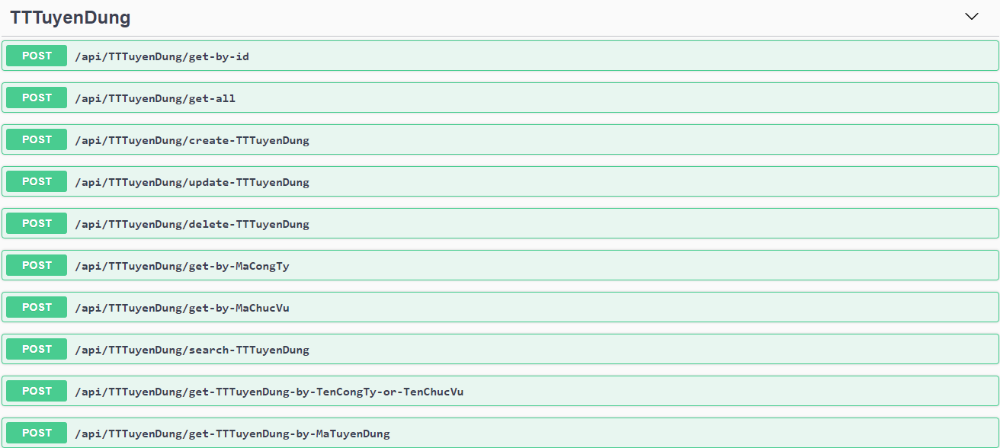 TTTuyenDung
POST /api/TTTuyenDung/get-by-id
POST /api/TTTuyenDung/get-all
POST /api/TTTuyenDung/create-TTTuyenDung
POST /api/TTTuyenDung/update-TTTuyenDung
POST /api/TTTuyenDung/delete-TTTuyenDung
POST /api/TTTuyenDung/get-by-MaCongTy
POST /api/TTTuyenDung/get-by-MaChucVu
POST /api/TTTuyenDung/search-TTTuyenDung
POST /api/TTTuyenDung/get-TTTuyenDung-by-TenCongTy-or-TenChucVu
POST /api/TTTuyenDung/get-TTTuyenDung-by-MaTuyenDung